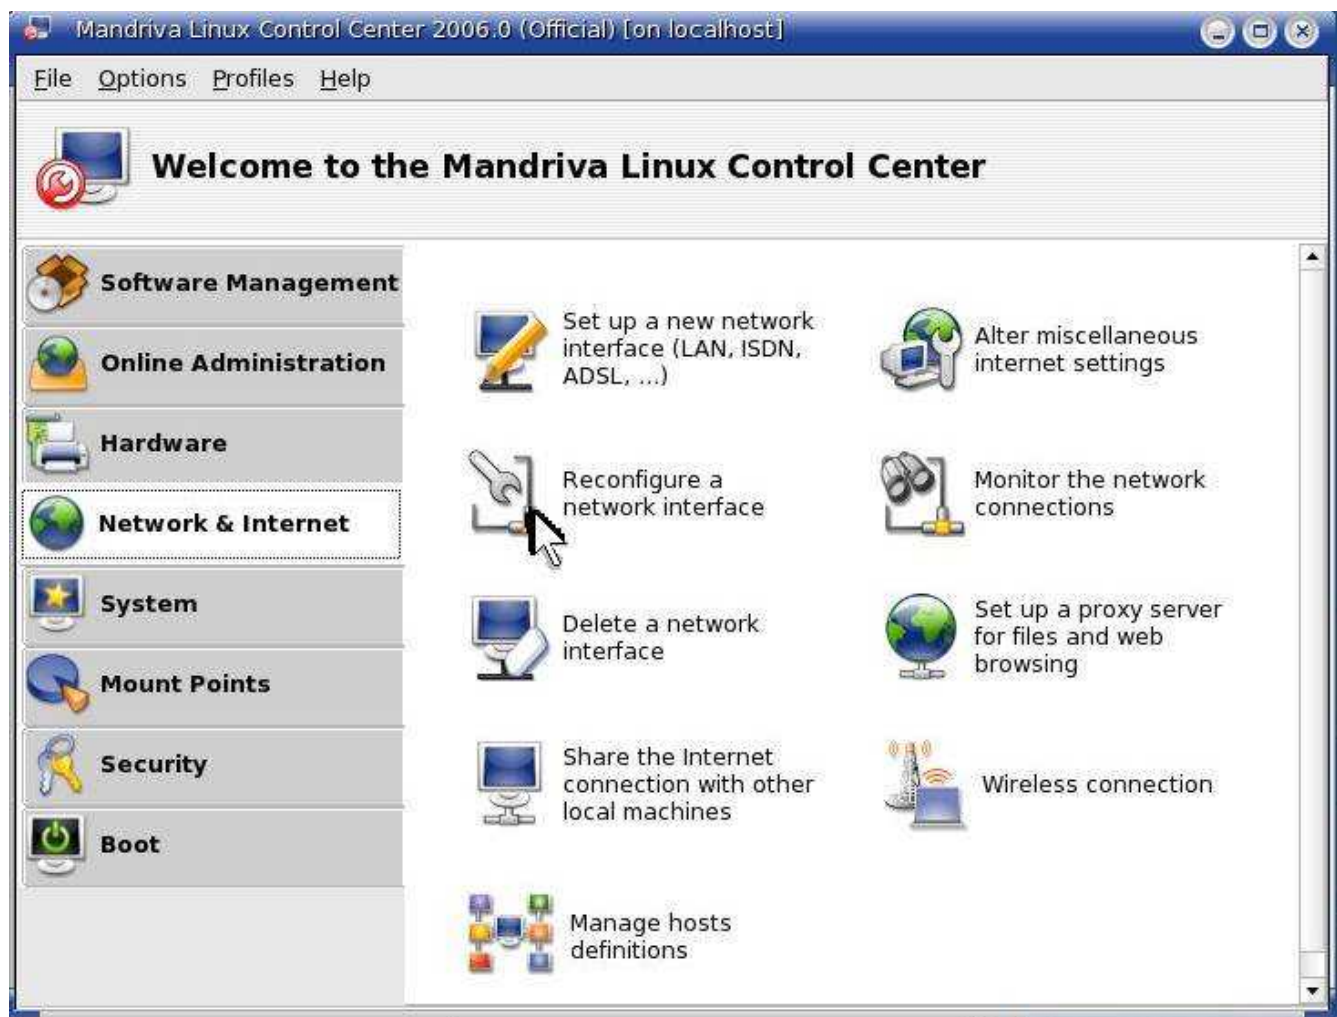 Mandriva Linux Control Center 2006.0 (Official) [on localhost]
File Options Profiles Help
Welcome to the Mandriva Linux Control Center
Software Management
Online Administration
Hardware
Network & Internet
System
Mount Points
Security
Boot
Set up a new network
interface (LAN, ISDN,
ADSL, ...)
Alter miscellaneous
internet settings
Reconfigure a
network interface
Monitor the network
connections
Delete a network
interface
Set up a proxy server
for files and web
browsing
Share the Internet
connection with other
local machines
Wireless connection
Manage hosts
definitions